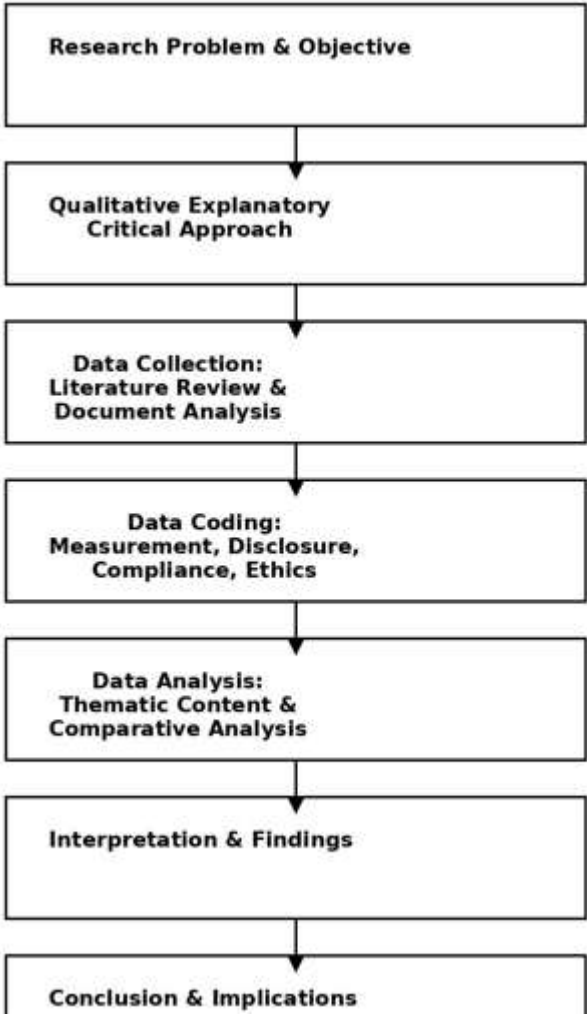 Research Problem & Objective
Qualitative Explanatory
Critical Approach
Data Collection:
Literature Review &
Document Analysis
Data Coding:
Measurement, Disclosure,
Compliance, Ethics
Data Analysis:
Thematic Content &
Comparative Analysis
Interpretation & Findings
Conclusion & Implications